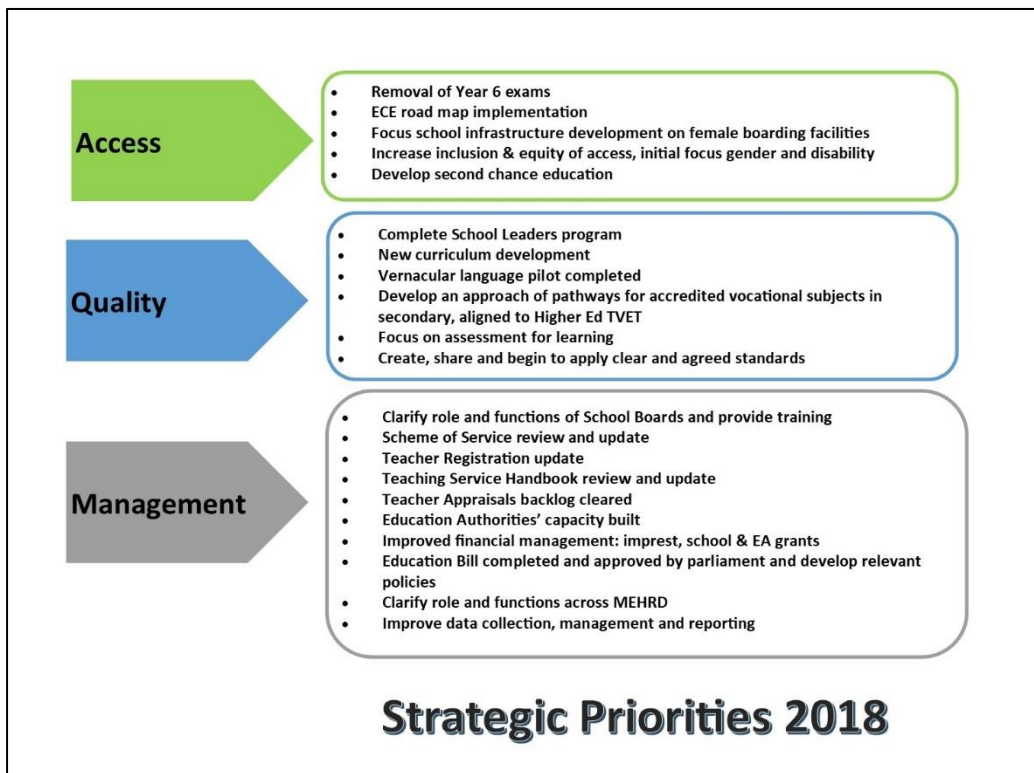 Access
• Removal of Year 6 exams
• ECE road map implementation
• Focus school infrastructure development on female boarding facilities
• Increase inclusion & equity of access, initial focus gender and disability
• Develop second chance education
Quality
• Complete School Leaders program
• New curriculum development
• Vernacular language pilot completed
• Develop an approach of pathways for accredited vocational subjects in
secondary, aligned to Higher Ed TVET
• Focus on assessment for learning
• Create, share and begin to apply clear and agreed standards
Management
• Clarify role and functions of School Boards and provide training
• Scheme of Service review and update
• Teacher Registration update
• Teaching Service Handbook review and update
• Teacher Appraisals backlog cleared
• Education Authorities’ capacity built
• Improved financial management: imprest, school & EA grants
• Education Bill completed and approved by parliament and develop relevant
policies
• Clarify role and functions across MEHRD
• Improve data collection, management and reporting
Strategic Priorities 2018